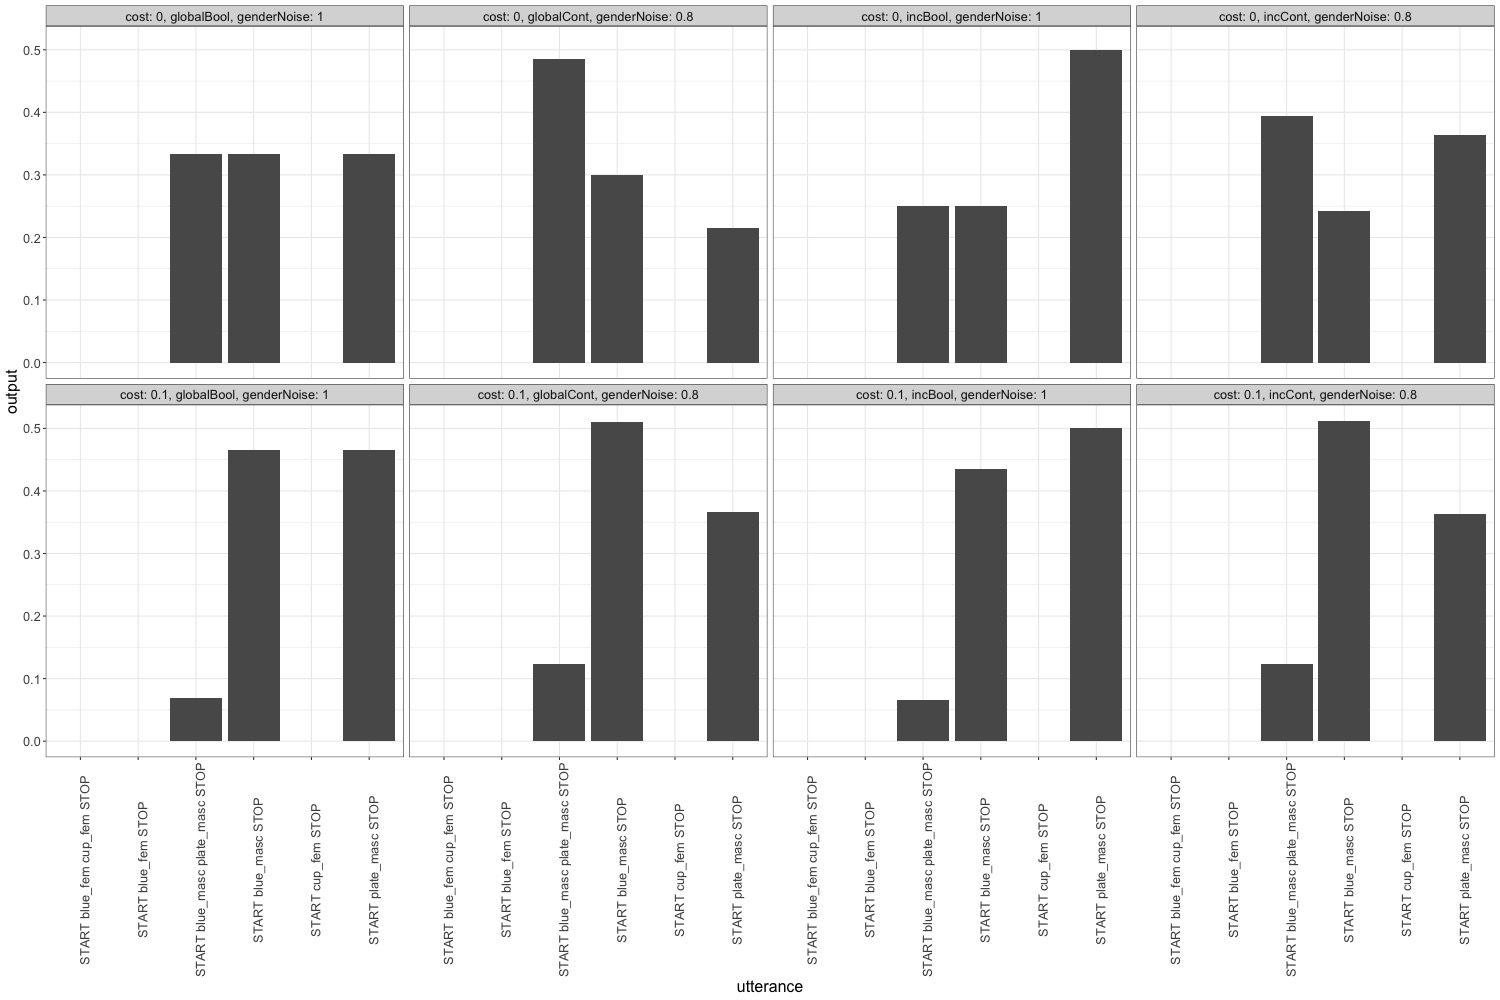 cost: 0, globalBool, genderNoise: 1
cost: 0, globalCont, genderNoise: 0.8
cost: 0, incBool, genderNoise: 1
cost: 0, incCont, genderNoise: 0.8
0.5
0.4
0.3
0.2
0.1
0.0
output
cost: 0.1, globalBool, genderNoise: 1
cost: 0.1, globalCont, genderNoise: 0.8
cost: 0.1, incBool, genderNoise: 1
cost: 0.1, incCont, genderNoise: 0.8
0.5
0.4
0.3
0.2
0.1
0.0
START blue_fem cup_fem STOP
START blue_fem STOP
START blue_masc plate_masc STOP
START blue_masc STOP
START cup_fem STOP
START plate_masc STOP
START blue_fem cup_fem STOP
START blue_fem STOP
START blue_masc plate_masc STOP
START blue_masc STOP
START cup_fem STOP
START plate_masc STOP
START blue_fem cup_fem STOP
START blue_fem STOP
START blue_masc plate_masc STOP
START blue_masc STOP
START cup_fem STOP
START plate_masc STOP
START blue_fem cup_fem STOP
START blue_fem STOP
START blue_masc plate_masc STOP
START blue_masc STOP
START cup_fem STOP
START plate_masc STOP
utterance